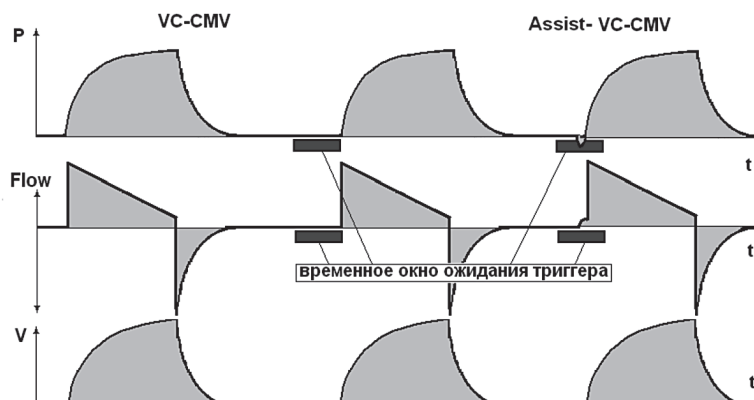 VC-CMV
Assist- VC-CMV
P
t
Flow
t
временное окно ожидания триггера
V
t